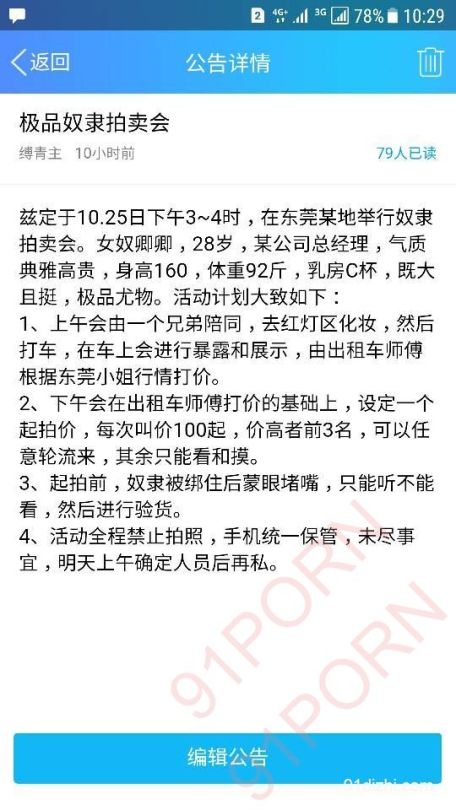 2 4G+ 3G 78% 10:29
返回 公告详情
极品奴隶拍卖会
缚青主 10小时前 79人已读
兹定于10.25日下午3~4时，在东莞某地举行奴隶
拍卖会。女奴卿卿，28岁，某公司总经理，气质
典雅高贵，身高160，体重92斤，乳房C杯，既大
且挺，极品尤物。活动计划大致如下：
1、上午会由一个兄弟陪同，去红灯区化妆，然后
打车，在车上会进行暴露和展示，由出租车师傅
根据东莞小姐行情打价。
2、下午会在出租车师傅打价的基础上，设定一个
起拍价，每次叫价100起，价高者前3名，可以任
意轮流来，其余只能看和摸。
3、起拍前，奴隶被绑住后蒙眼堵嘴，只能听不能
看，然后进行验货。
4、活动全程禁止拍照，手机统一保管，未尽事
宜，明天上午确定人员后再私。
91PORN
91PORN
编辑公告
91dizhi.com